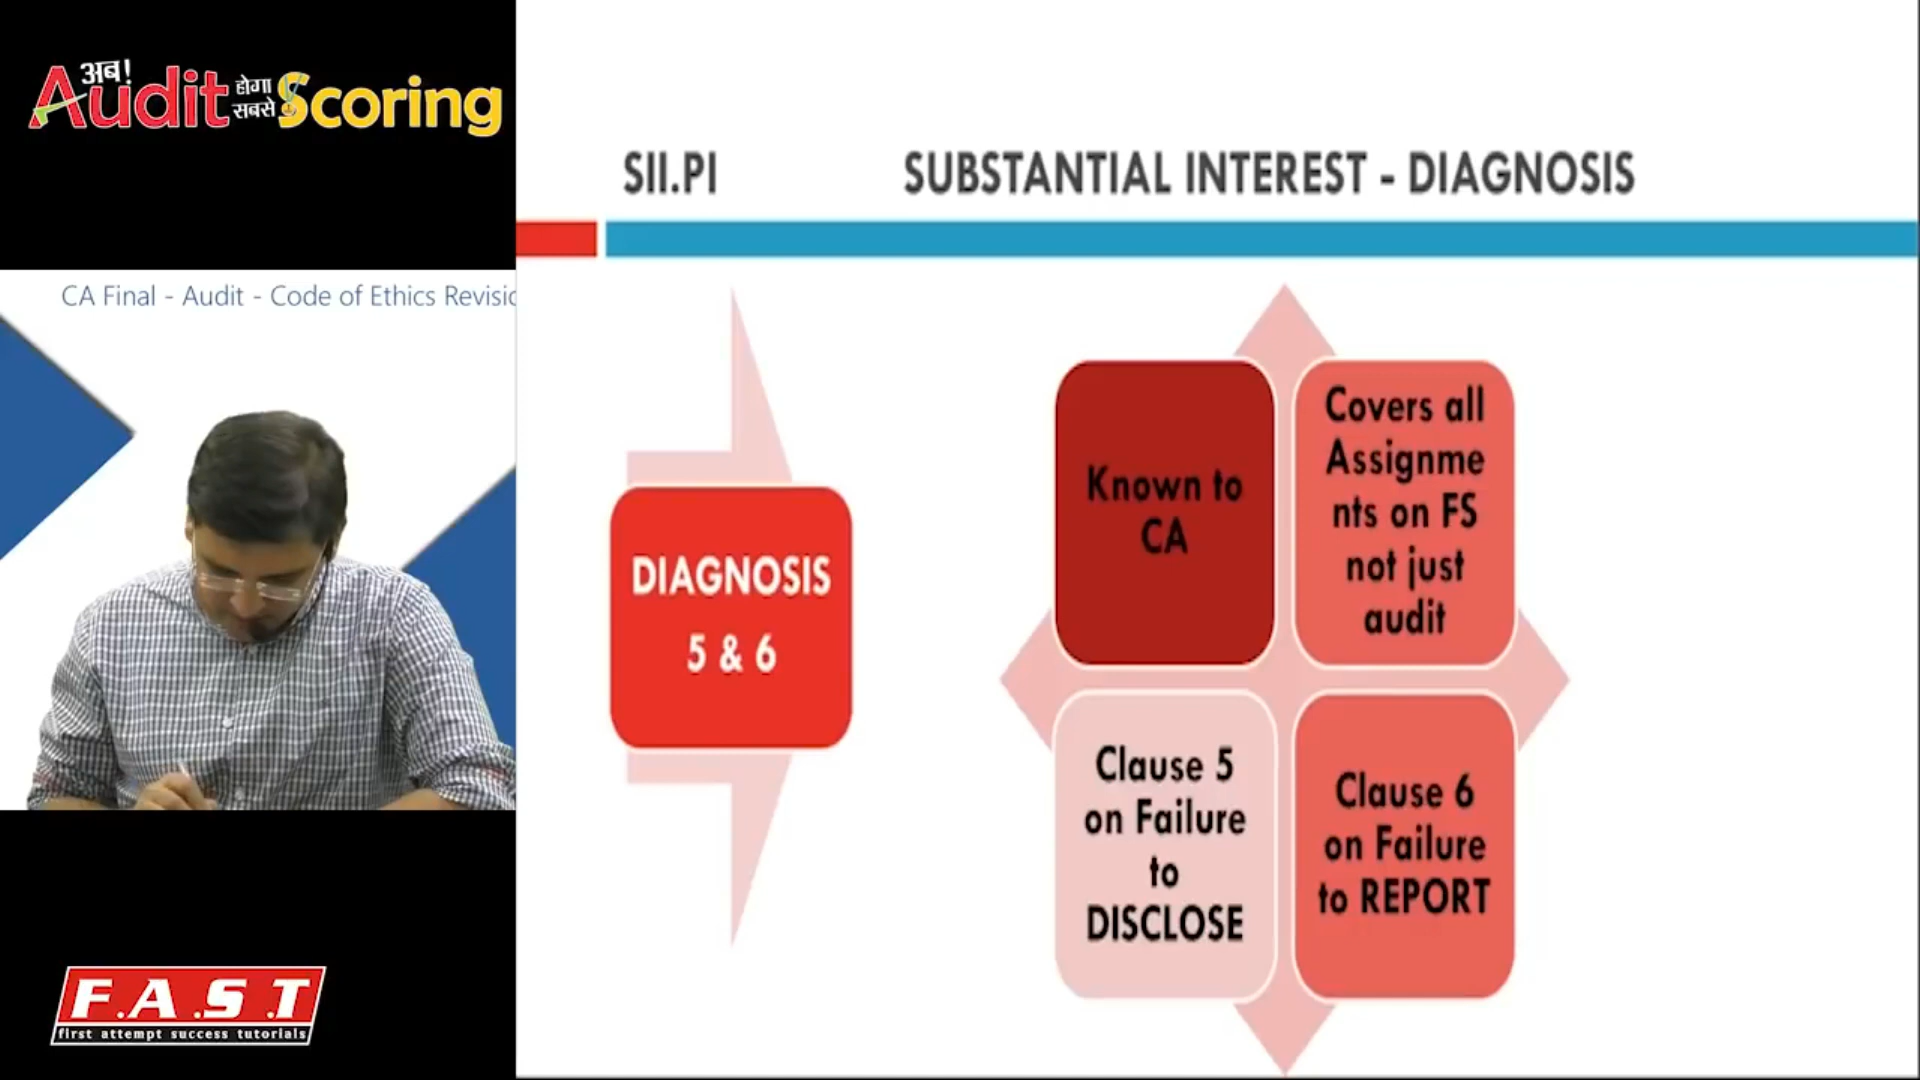 अब!
Audit होगा सबसे Scoring
CA Final - Audit - Code of Ethics Revisio
F.A.S.T
first attempt success tutorials
SII.PI
SUBSTANTIAL INTEREST - DIAGNOSIS
DIAGNOSIS
5 & 6
Known to
CA
Covers all
Assignme
nts on FS
not just
audit
Clause 5
on Failure
to
DISCLOSE
Clause 6
on Failure
to REPORT